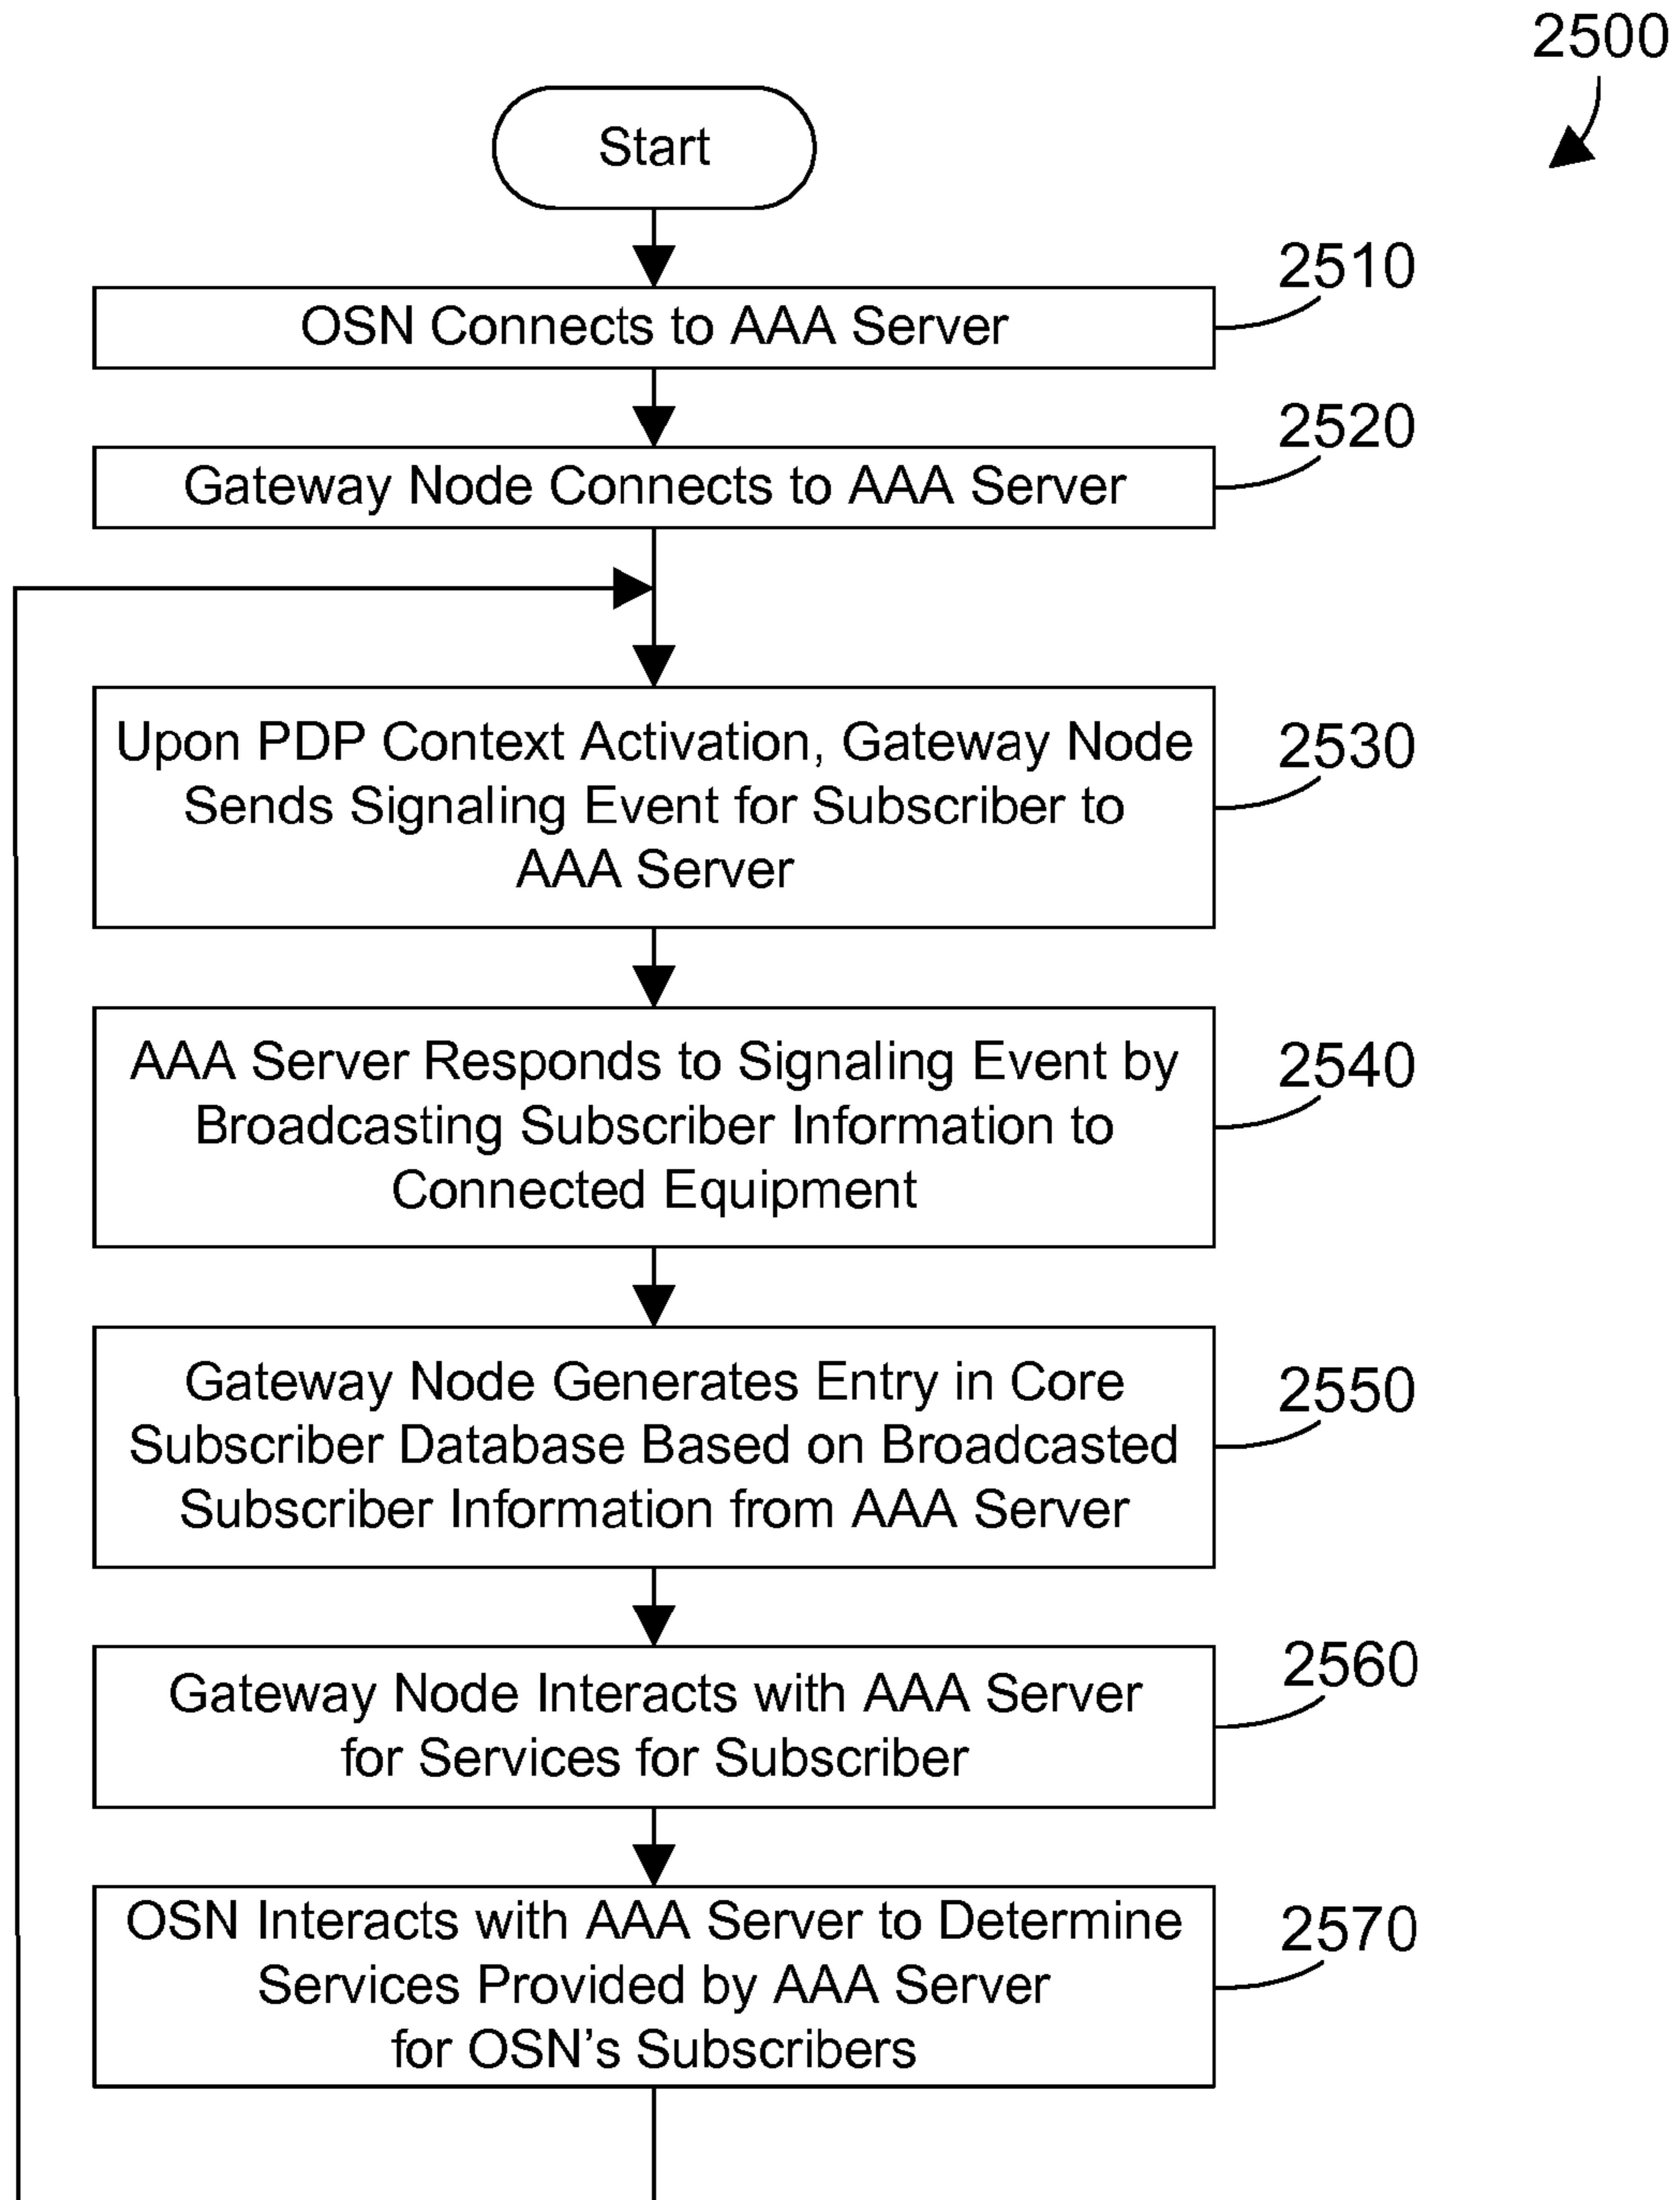 2500
Start
2510
OSN Connects to AAA Server
2520
Gateway Node Connects to AAA Server
Upon PDP Context Activation, Gateway Node
Sends Signaling Event for Subscriber to
AAA Server
2530
AAA Server Responds to Signaling Event by
Broadcasting Subscriber Information to
Connected Equipment
2540
Gateway Node Generates Entry in Core
Subscriber Database Based on Broadcasted
Subscriber Information from AAA Server
2550
Gateway Node Interacts with AAA Server
for Services for Subscriber
2560
OSN Interacts with AAA Server to Determine
Services Provided by AAA Server
for OSN's Subscribers
2570